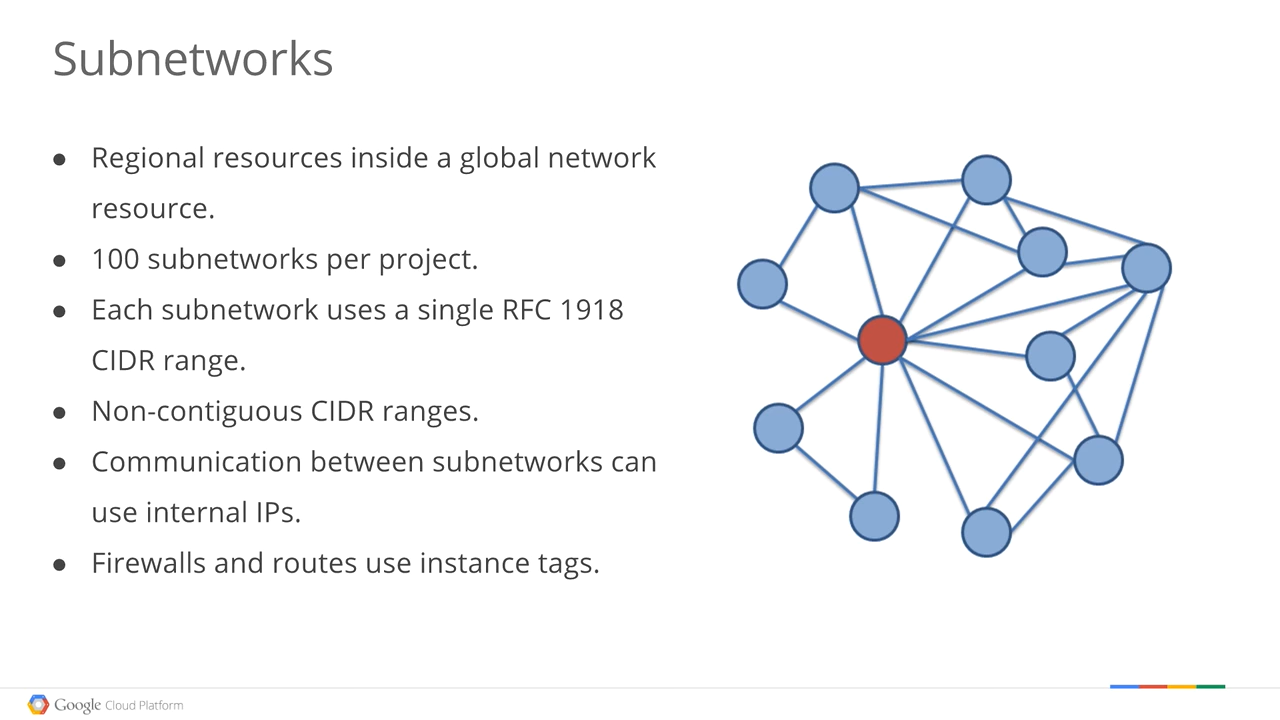 Subnetworks
● Regional resources inside a global network
resource.
● 100 subnetworks per project.
● Each subnetwork uses a single RFC 1918
CIDR range.
● Non-contiguous CIDR ranges.
● Communication between subnetworks can
use internal IPs.
● Firewalls and routes use instance tags.
Google Cloud Platform